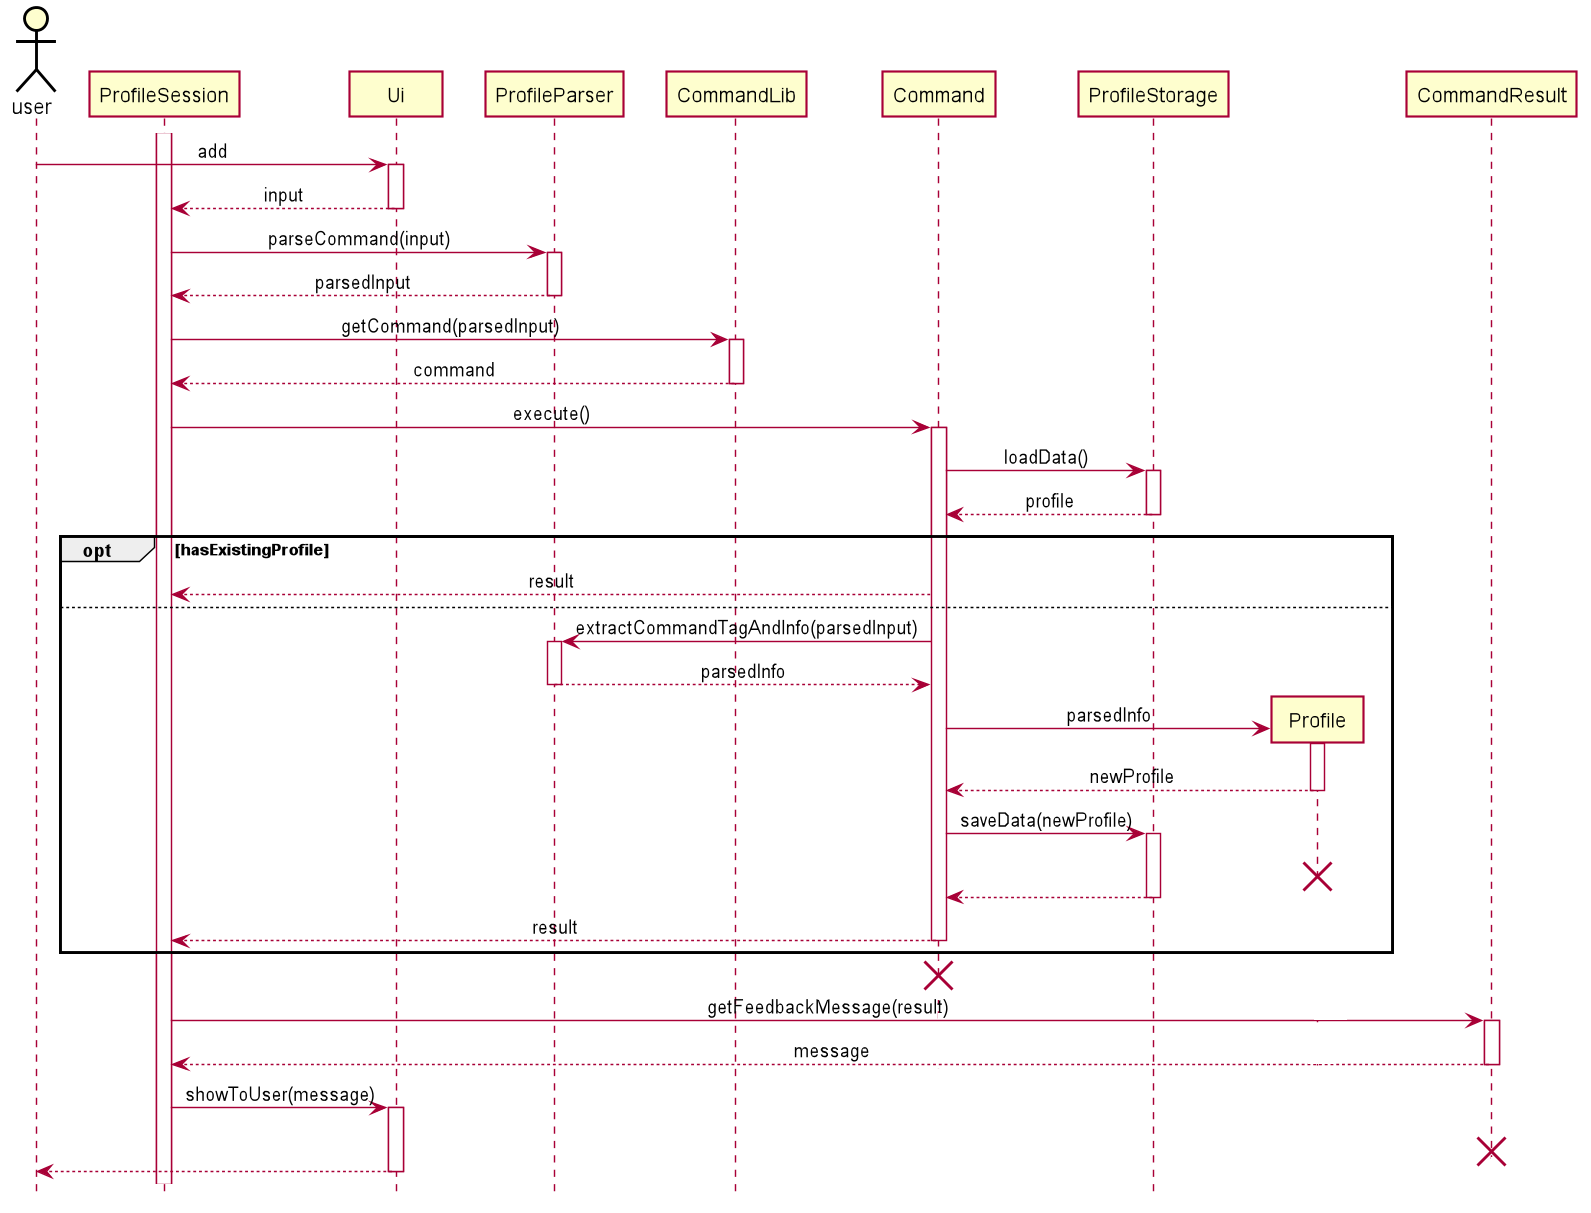 user
ProfileSession
Ui
ProfileParser
CommandLib
Command
ProfileStorage
CommandResult
add
input
parseCommand(input)
parsedInput
getCommand(parsedInput)
command
execute()
loadData()
profile
opt
[hasExistingProfile]
result
extractCommandTagAndInfo(parsedInput)
parsedInfo
parsedInfo
Profile
newProfile
saveData(newProfile)
result
getFeedbackMessage(result)
message
showToUser(message)